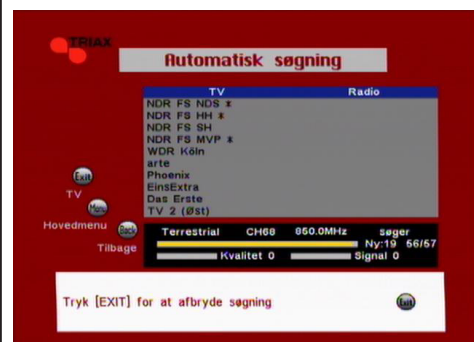 TRIAX
Automatisk søgning
TV Radio
NDR FS NDS *
NDR FS HH *
NDR FS SH
NDR FS MVP *
WDR Köln
arte
Phoenix
EinsExtra
Das Erste
TV 2 (Øst)
Exit
TV
Menu
Hovedmenu
Back
Tilbage
Terrestrial CH68 850.0MHz søger
Ny:19 56/57
Kvalitet 0 Signal 0
Tryk [EXIT] for at afbryde søgning
Exit